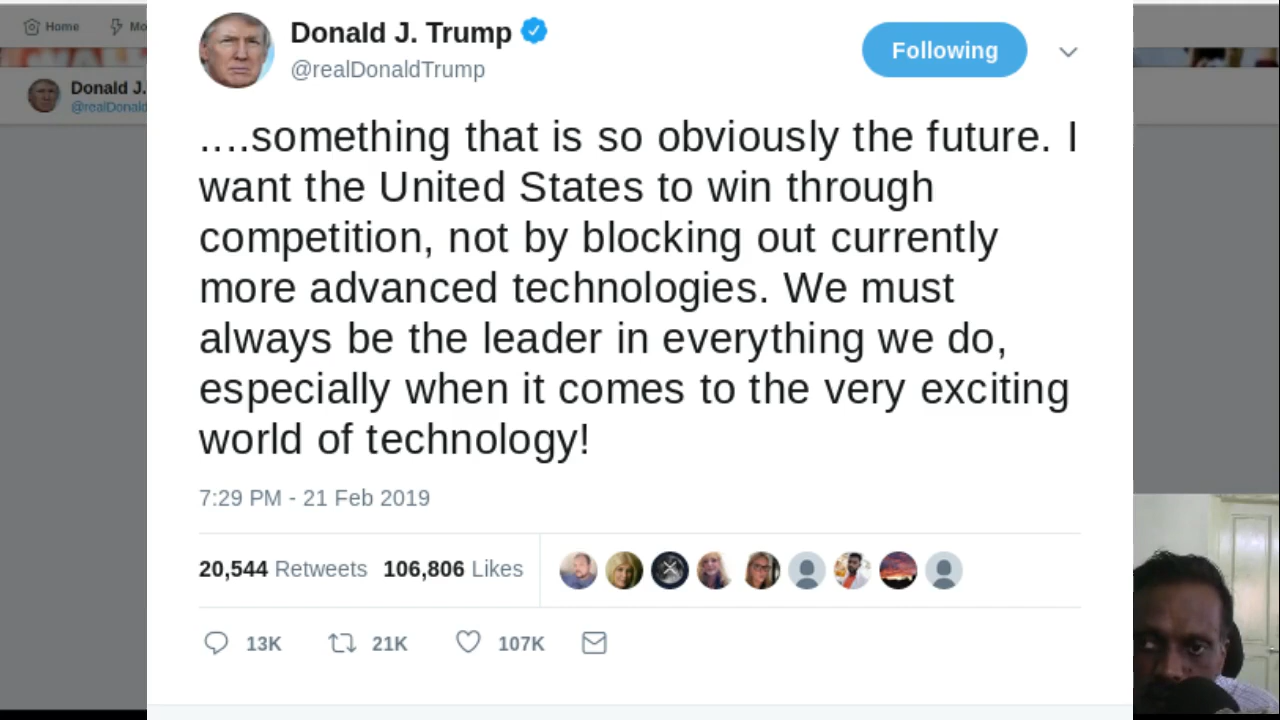 Home
Mo
Donald J. Trump
@realDonaldTrump
Following
Donald J.
@realDonald
....something that is so obviously the future. I
want the United States to win through
competition, not by blocking out currently
more advanced technologies. We must
always be the leader in everything we do,
especially when it comes to the very exciting
world of technology!
7:29 PM - 21 Feb 2019
20,544 Retweets 106,806 Likes
13K 21K 107K